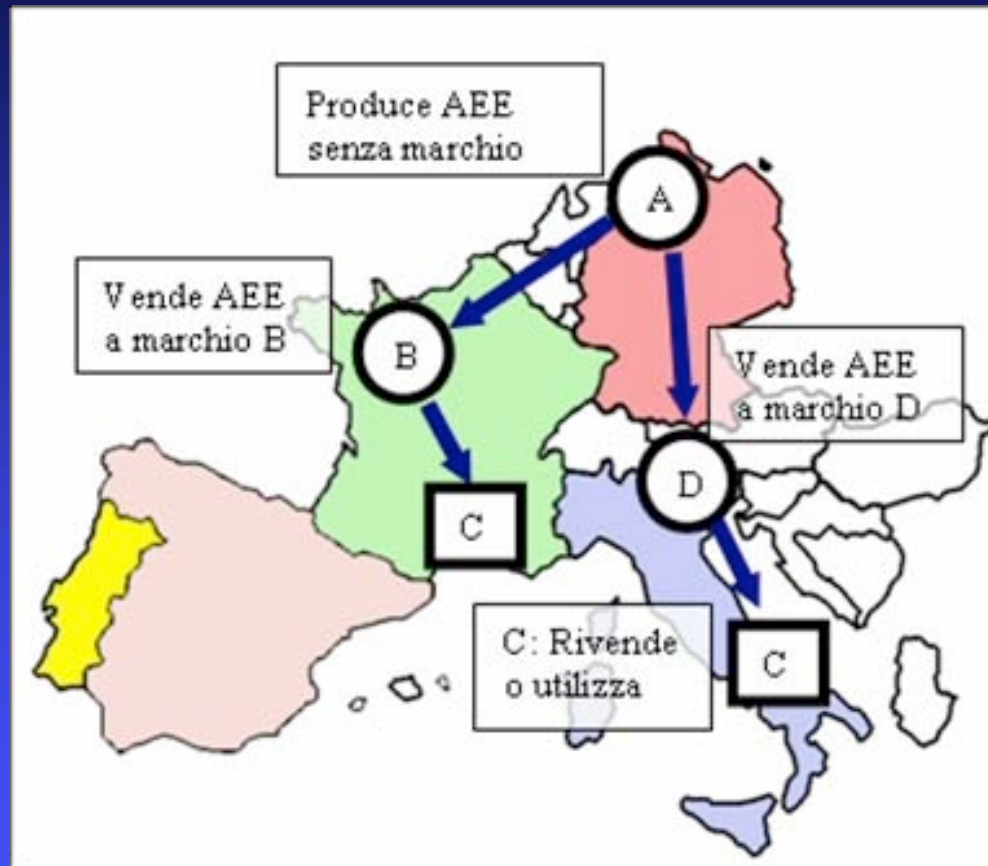 Produce AEE
senza marchio
A
Vende AEE
a marchio B
B
Vende AEE
a marchio D
D
C
C: Rivende
o utilizza
C